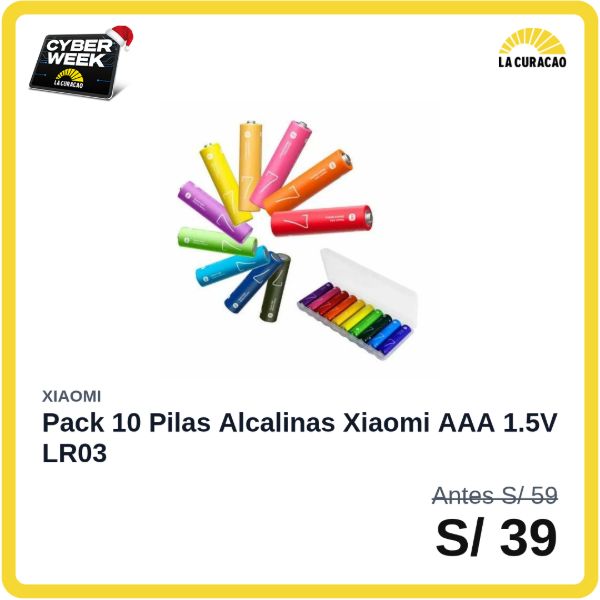 CYBER
WEEK
LA CURACAO
LA CURACAO
XIAOMI
Pack 10 Pilas Alcalinas Xiaomi AAA 1.5V
LR03
Antes S/ 59
S/ 39